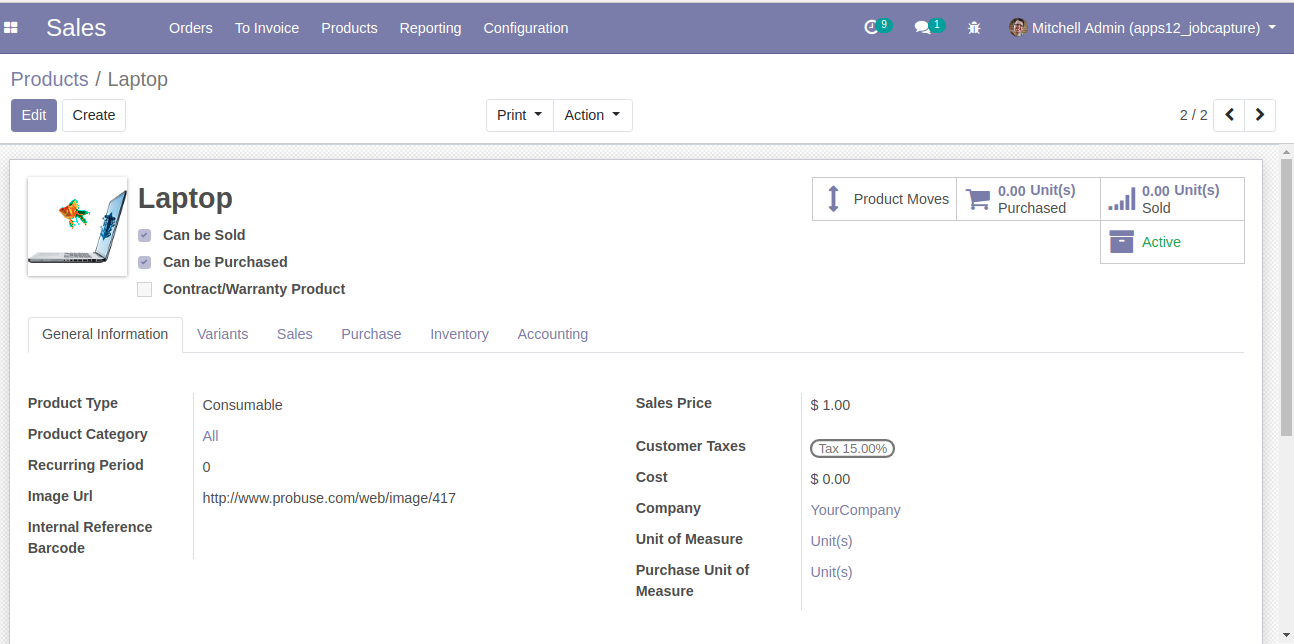 Sales Orders To Invoice Products Reporting Configuration 9 1 Mitchell Admin (apps12_jobcapture)
Products / Laptop
Edit Create Print Action 2 / 2
Laptop
Can be Sold
Can be Purchased
Contract/Warranty Product
Product Moves
0.00 Unit(s)
Purchased
0.00 Unit(s)
Sold
Active
General Information Variants Sales Purchase Inventory Accounting
Product Type Consumable
Product Category All
Recurring Period 0
Image Url http://www.probuse.com/web/image/417
Internal Reference
Barcode
Sales Price $ 1.00
Customer Taxes Tax 15.00%
Cost $ 0.00
Company YourCompany
Unit of Measure Unit(s)
Purchase Unit of Unit(s)
Measure